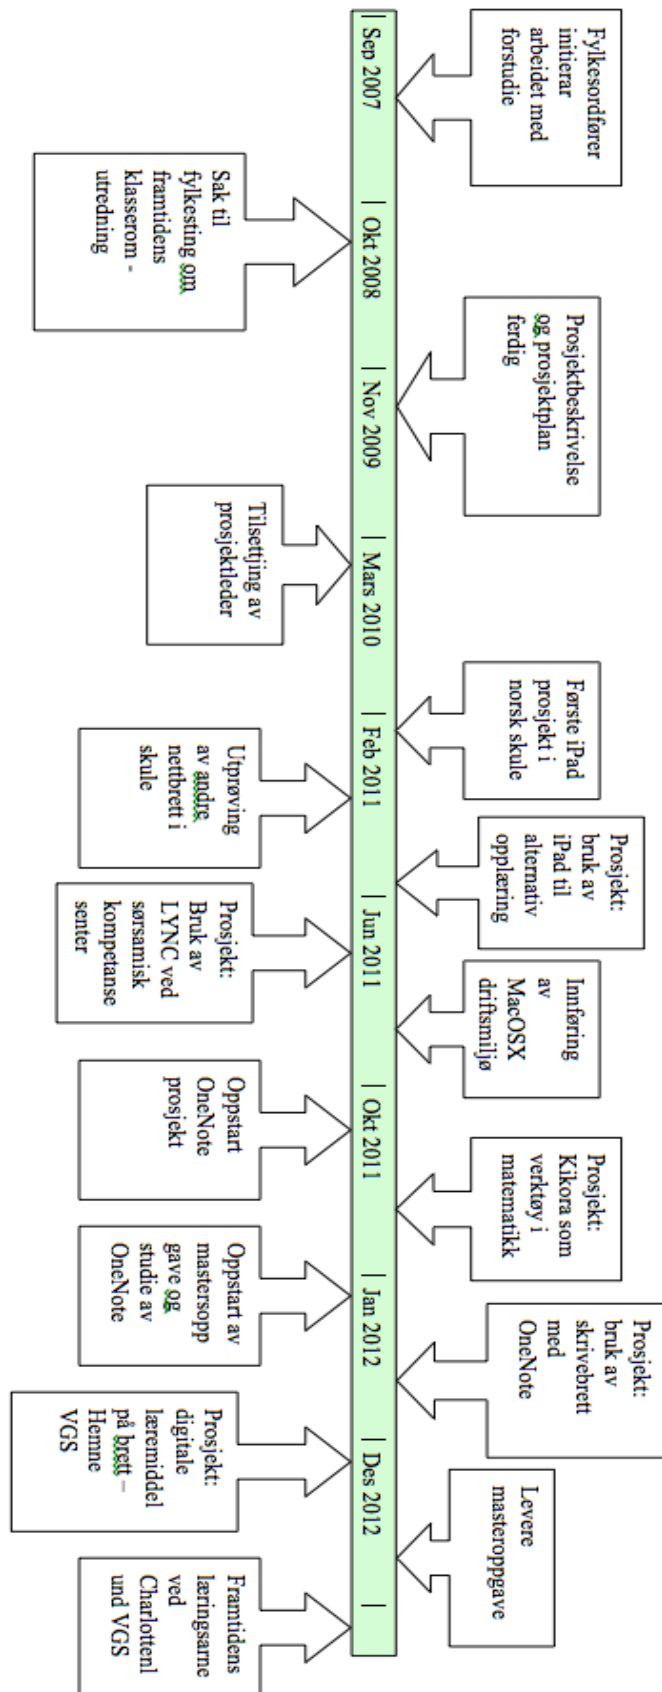 Fylkesordfører
initierar
arbeidet med
forstudie
Prosjektbeskrivelse
og prosjektplan
ferdig
Første iPad
prosjekt i
norsk skule
Prosjekt:
bruk av
iPad til
alternativ
opplæring
Innføring
av
MacOSX
driftsmiljø
Prosjekt:
Kikora som
verktøy i
matematikk
Prosjekt:
bruk av
skrivebrett
med
OneNote
Levere
masteroppgave
| Sep 2007 | Okt 2008 | Nov 2009 | Mars 2010 | Feb 2011 | Jun 2011 | Okt 2011 | Jan 2012 | Des 2012 |
Sak til
fylkesting om
framtidens
klasserom -
utredning
Tilsettjing av
prosjektleder
Utprøving
av andre
nettbrett i
skule
Prosjekt:
Bruk av
LYNC ved
sørsamisk
kompetanse
senter
Oppstart
OneNote
prosjekt
Oppstart av
mastersopp
gave og
studie av
OneNote
Prosjekt:
digitale
læremiddel
på brett –
Hemne
VGS
Framtidens
læringsarne
ved
Charlottenl
und VGS